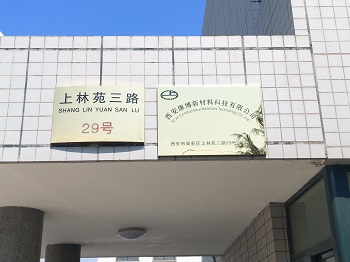 上林苑三路
SHANG LIN YUAN SAN LU
29号
西安康博新材料科技有限公司
西安市高新区上林苑三路29号